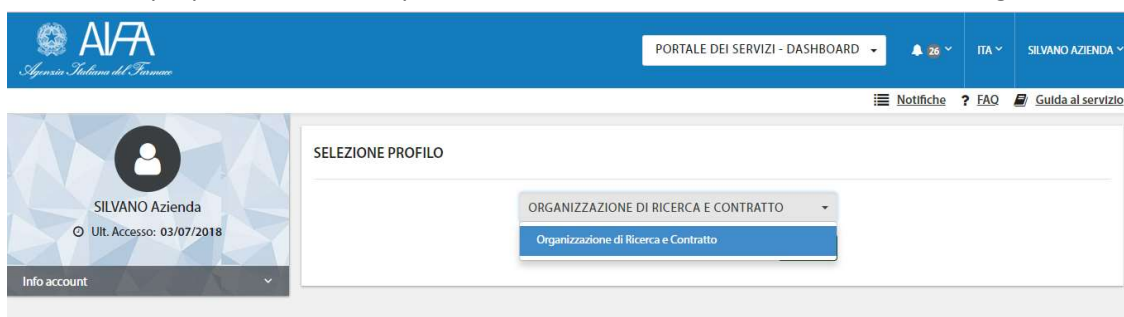 AIFA
Agenzia Italiana del Farmaco
PORTALE DEI SERVIZI - DASHBOARD
26
ITA
SILVANO AZIENDA
Notifiche ? FAQ Guida al servizio
SELEZIONE PROFILO
SILVANO Azienda
Ult. Accesso: 03/07/2018
Info account
ORGANIZZAZIONE DI RICERCA E CONTRATTO
Organizzazione di Ricerca e Contratto